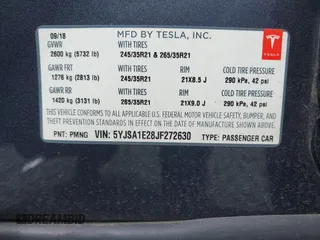 09/18 MFD BY TESLA, INC. TESLA
GVWR WITH TIRES
2600 kg (5732 lb) 245/35R21 & 265/35R21
GAWR FRT WITH TIRES RIM COLD TIRE PRESSURE
1276 kg (2813 lb) 245/35R21 21X8.5 J 290 kPa, 42 psi
GAWR RR WITH TIRES RIM COLD TIRE PRESSURE
1420 kg (3131 lb) 265/35R21 21X9.0 J 290 kPa, 42 psi
THIS VEHICLE CONFORMS TO ALL APPLICABLE
U.S. FEDERAL MOTOR VEHICLE SAFETY, BUMPER,
AND THEFT PREVENTION STANDARDS IN EFFECT ON
THE DATE OF MANUFACTURE SHOWN ABOVE.
PNT: PMNG VIN: 5YJSA1E28JF272630 TYPE: PASSENGER CAR
DREAMBID